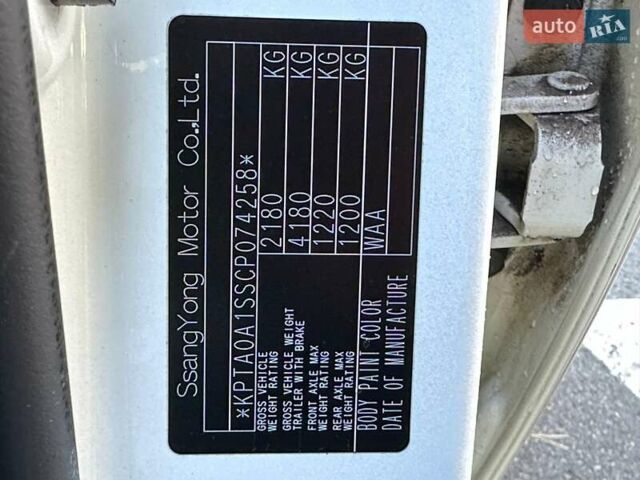 SsangYong Motor Co.,Ltd.
*KPTA0A1SSCP074258*
GROSS VEHICLE WEIGHT RATING 2180 KG
GROSS VEHICLE WEIGHT TRAILER WITH BRAKE 4180 KG
FRONT AXLE MAX WEIGHT RATING 1220 KG
REAR AXLE MAX WEIGHT RATING 1200 KG
BODY PAINT COLOR WAA
DATE OF MANUFACTURE
auto RIA .com